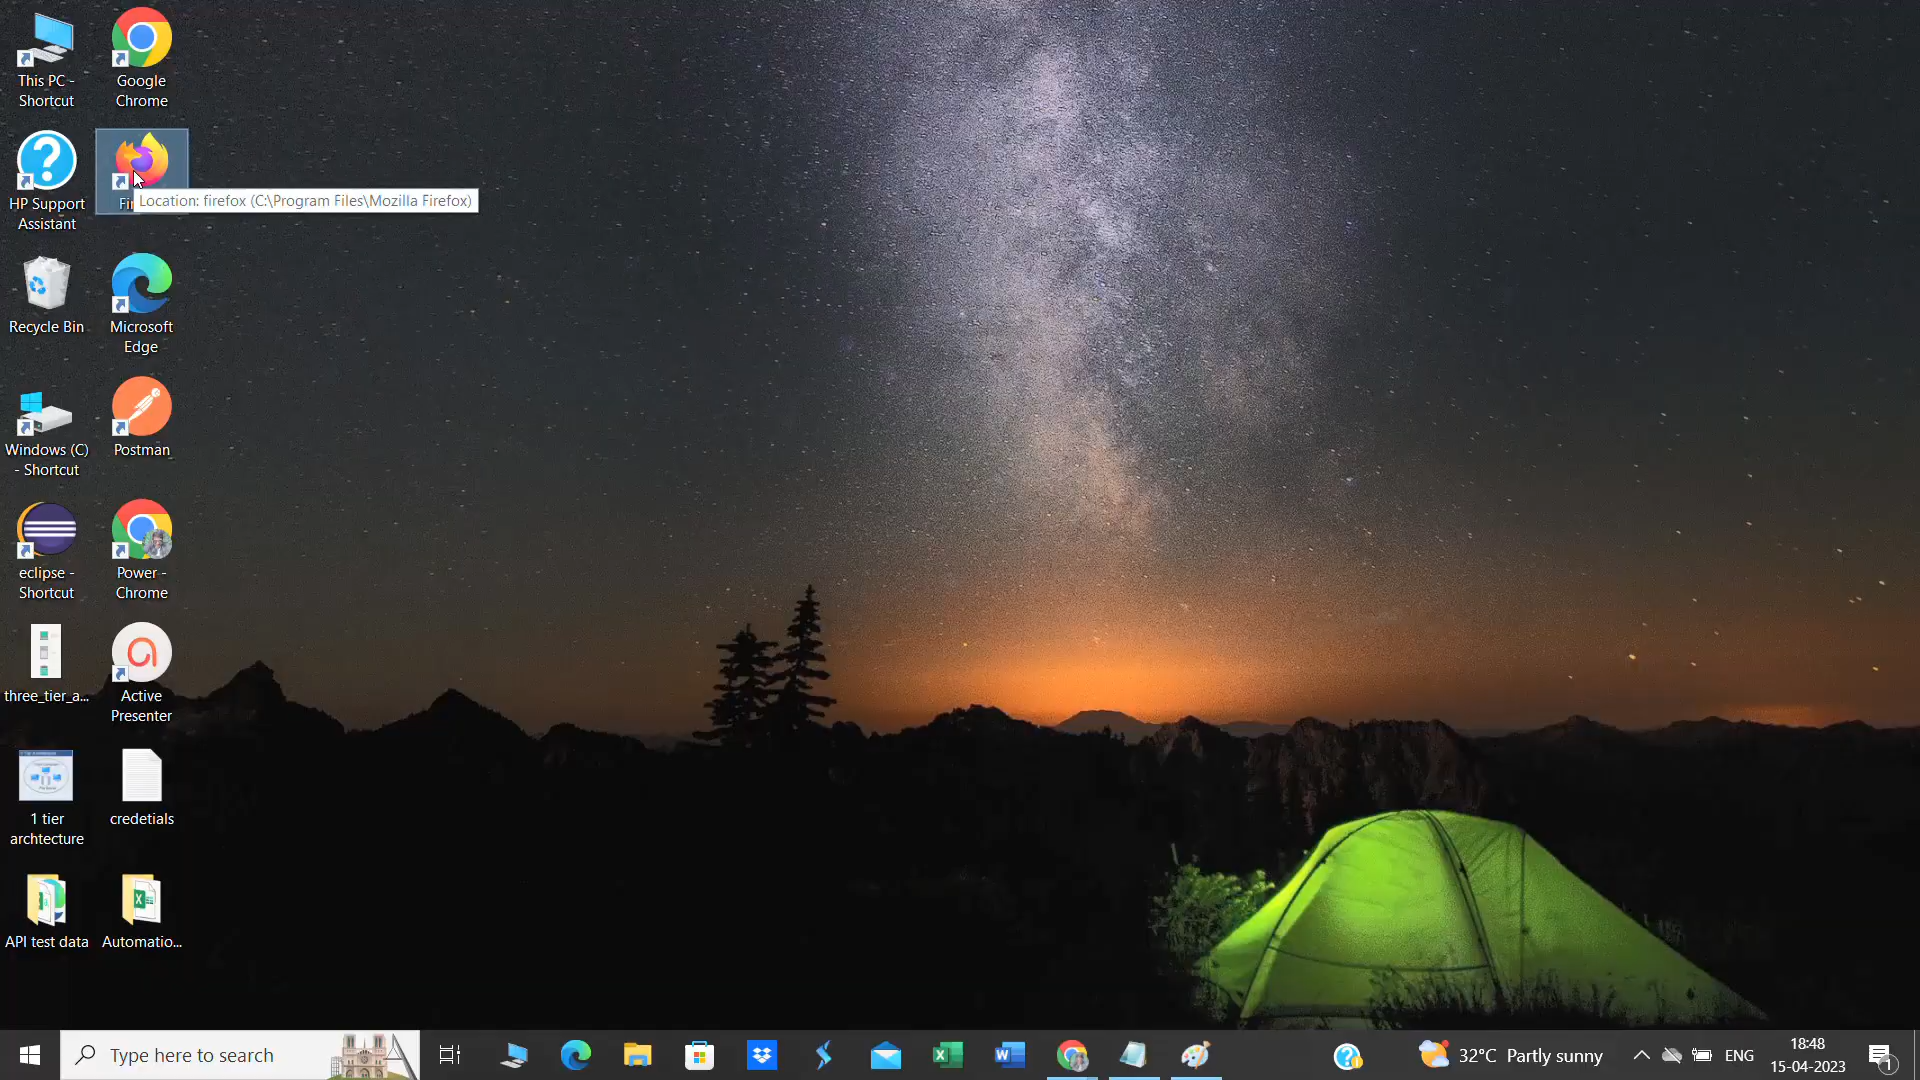 This PC -
Shortcut
Google
Chrome
HP Support
Assistant
Location: firefox (C:\Program Files\Mozilla Firefox)
Recycle Bin
Microsoft
Edge
Windows (C)
- Shortcut
Postman
eclipse -
Shortcut
Power -
Chrome
three_tier_a...
Active
Presenter
1 tier
archtecture
credetials
API test data
Automatio...
Type here to search
32°C Partly sunny
ENG
18:48
15-04-2023
1